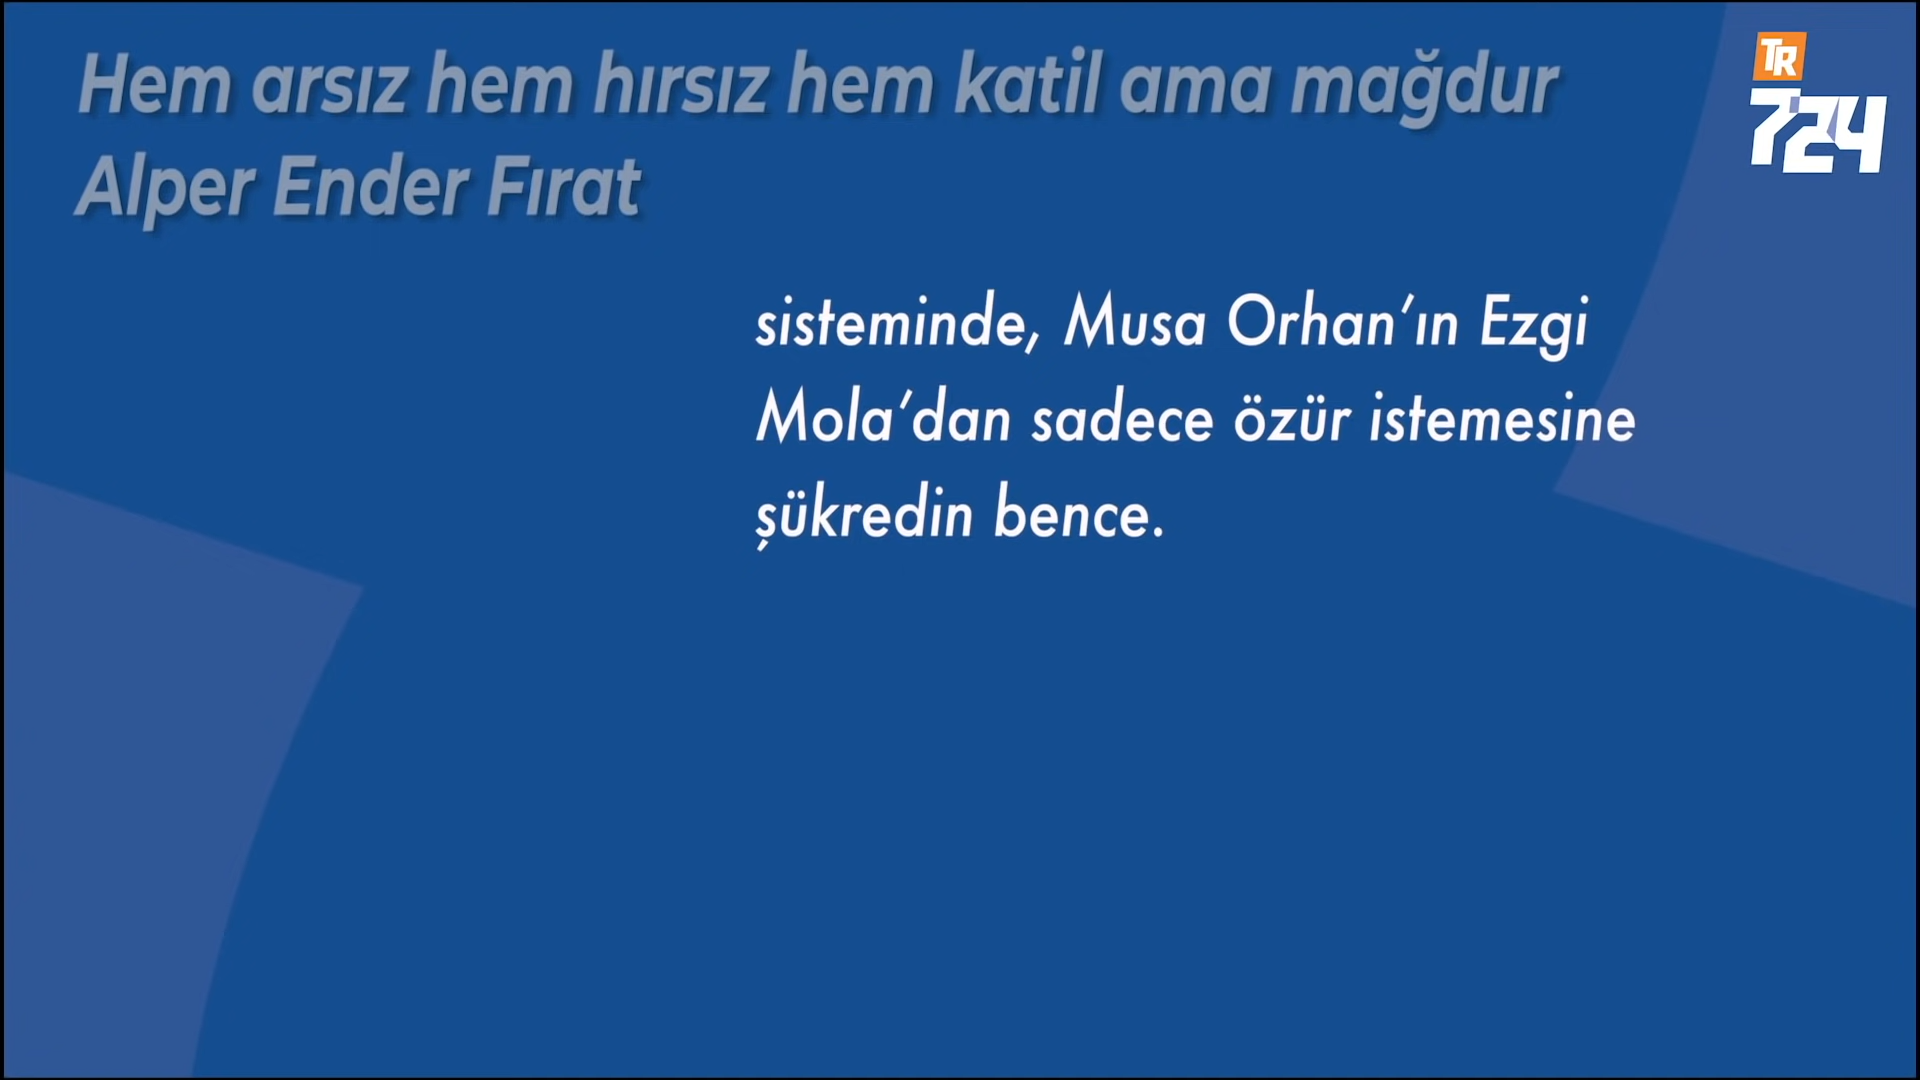 Hem arsız hem hırsız hem katil ama mağdur
Alper Ender Fırat
TR
724
sisteminde, Musa Orhan’ın Ezgi
Mola’dan sadece özür istemesine
şükredin bence.